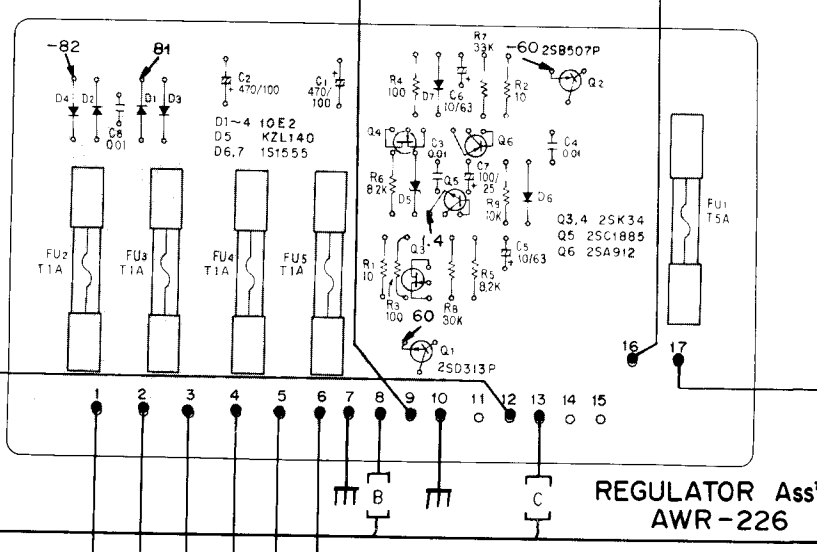 -82
81
C2
470/100
C1
470/
100
R4
100
D7
C6
10/63
R7
33K
R2
10
-60 2SB507P
Q2
D4
D2
C8
0.01
D1
D3
D1~4 10E2
D5 KZL140
D6,7 1S1555
Q4
C3
0.01
Q6
C4
0.01
R6
8.2K
D5
Q5
C7
100/
25
R9
10K
D6
Q3,4 2SK34
Q5 2SC1885
Q6 2SA912
FU1
T5A
.4
FU2
T1A
FU3
T1A
FU4
T1A
FU5
T1A
R1
10
Q3
R3
100
R8
30K
R5
8.2K
C5
10/63
60
Q1
2SD313P
16
17
1
2
3
4
5
6
7
8
9
10
11
12
13
14
15
B
C
REGULATOR Ass'
AWR-226